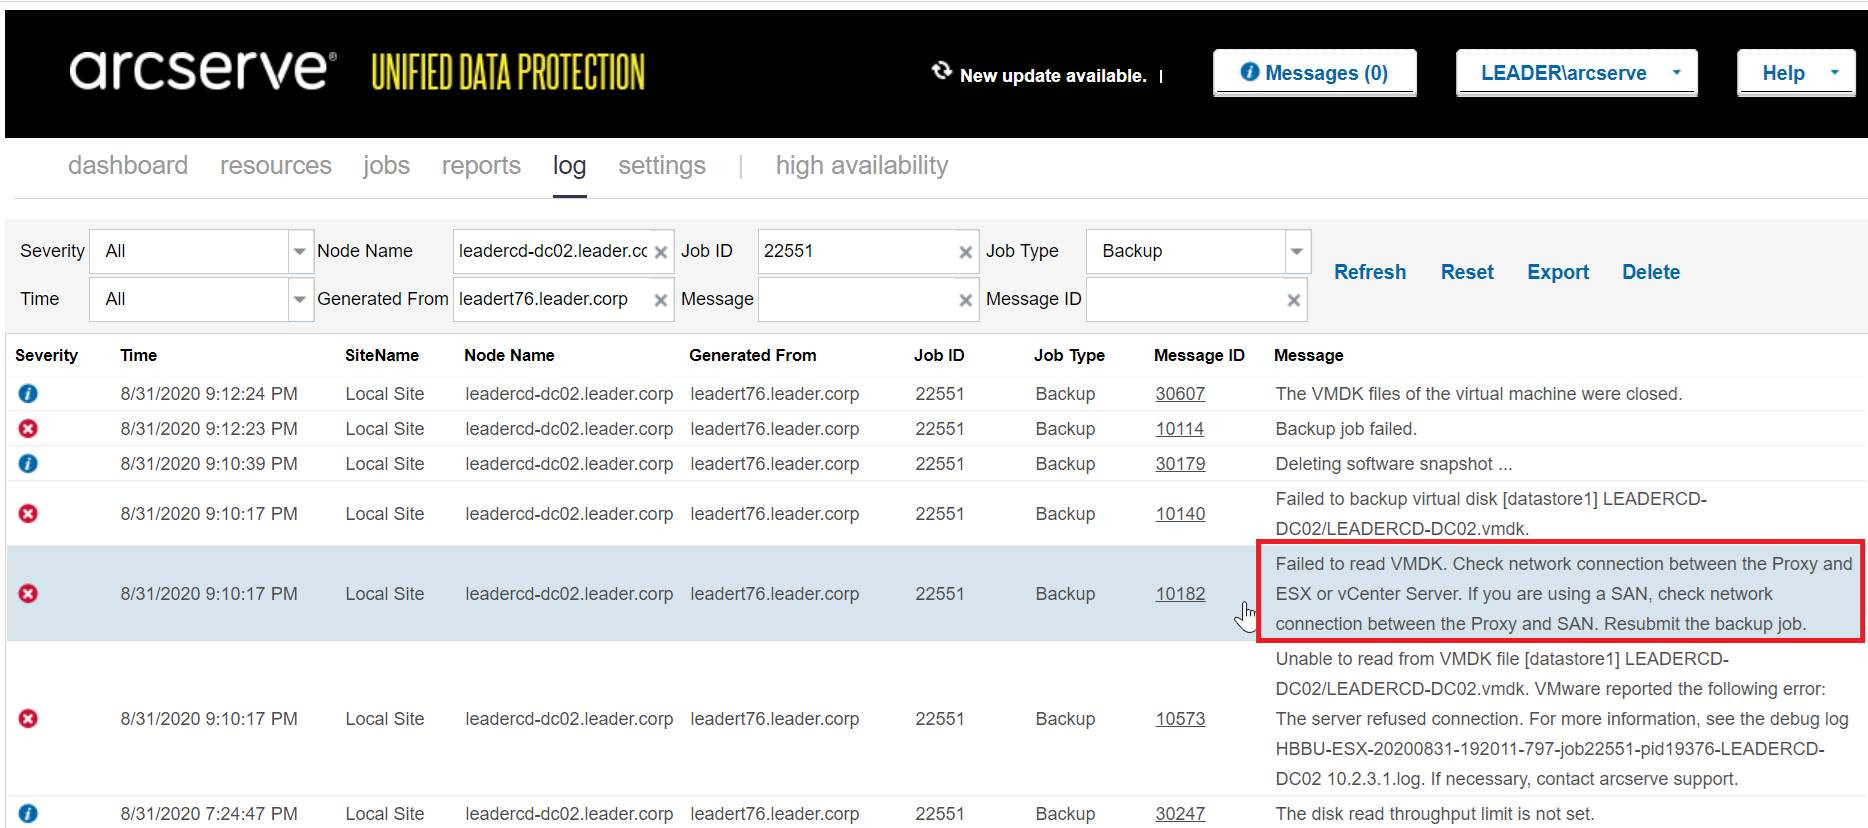 arcserve® UNIFIED DATA PROTECTION
New update available. | Messages (0) LEADER\arcserve Help
dashboard resources jobs reports log settings | high availability
Severity All Node Name leadercd-dc02.leader.cc Job ID 22551 Job Type Backup
Refresh Reset Export Delete
Time All Generated From leadert76.leader.corp Message Message ID
Severity Time SiteName Node Name Generated From Job ID Job Type Message ID Message
8/31/2020 9:12:24 PM Local Site leadercd-dc02.leader.corp leadert76.leader.corp 22551 Backup 30607 The VMDK files of the virtual machine were closed.
8/31/2020 9:12:23 PM Local Site leadercd-dc02.leader.corp leadert76.leader.corp 22551 Backup 10114 Backup job failed.
8/31/2020 9:10:39 PM Local Site leadercd-dc02.leader.corp leadert76.leader.corp 22551 Backup 30179 Deleting software snapshot ...
8/31/2020 9:10:17 PM Local Site leadercd-dc02.leader.corp leadert76.leader.corp 22551 Backup 10140 Failed to backup virtual disk [datastore1] LEADERCD-
DC02/LEADERCD-DC02.vmdk.
8/31/2020 9:10:17 PM Local Site leadercd-dc02.leader.corp leadert76.leader.corp 22551 Backup 10182 Failed to read VMDK. Check network connection between the Proxy and
ESX or vCenter Server. If you are using a SAN, check network
connection between the Proxy and SAN. Resubmit the backup job.
8/31/2020 9:10:17 PM Local Site leadercd-dc02.leader.corp leadert76.leader.corp 22551 Backup 10573 Unable to read from VMDK file [datastore1] LEADERCD-
DC02/LEADERCD-DC02.vmdk. VMware reported the following error:
The server refused connection. For more information, see the debug log
HBBU-ESX-20200831-192011-797-job22551-pid19376-LEADERCD-
DC02 10.2.3.1.log. If necessary, contact arcserve support.
8/31/2020 7:24:47 PM Local Site leadercd-dc02.leader.corp leadert76.leader.corp 22551 Backup 30247 The disk read throughput limit is not set.